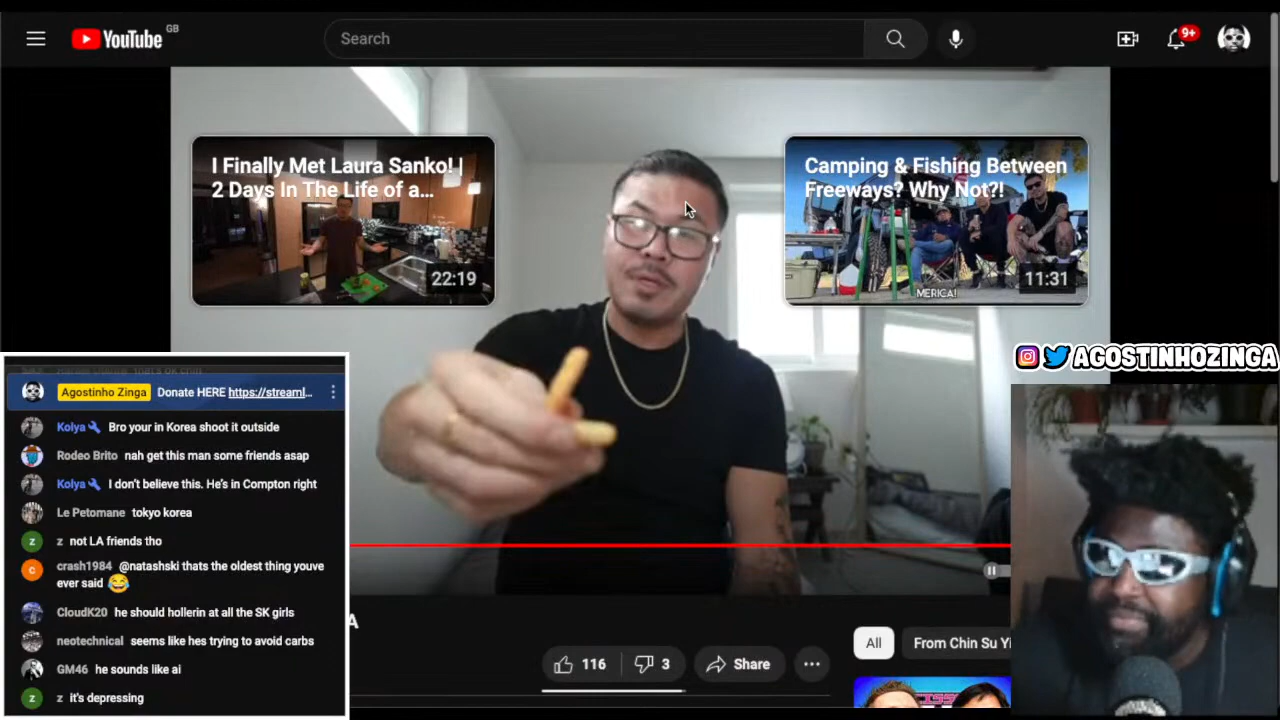 YouTube GB
Search
9+
I Finally Met Laura Sanko! |
2 Days In The Life of a...
22:19
Camping & Fishing Between
Freeways? Why Not?!
MERICA!
11:31
AGOSTINHOZINGA
that's ok chin
Agostinho Zinga Donate HERE https://streaml...
Kolya Bro your in Korea shoot it outside
Rodeo Brito nah get this man some friends asap
Kolya I don't believe this. He's in Compton right
Le Petomane tokyo korea
z z not LA friends tho
c crash1984 @natashski thats the oldest thing youve
ever said 😂
CloudK20 he should hollerin at all the SK girls
neotechnical seems like hes trying to avoid carbs
GM46 he sounds like ai
z z it's depressing
A
116
3
Share
All
From Chin Su Yi